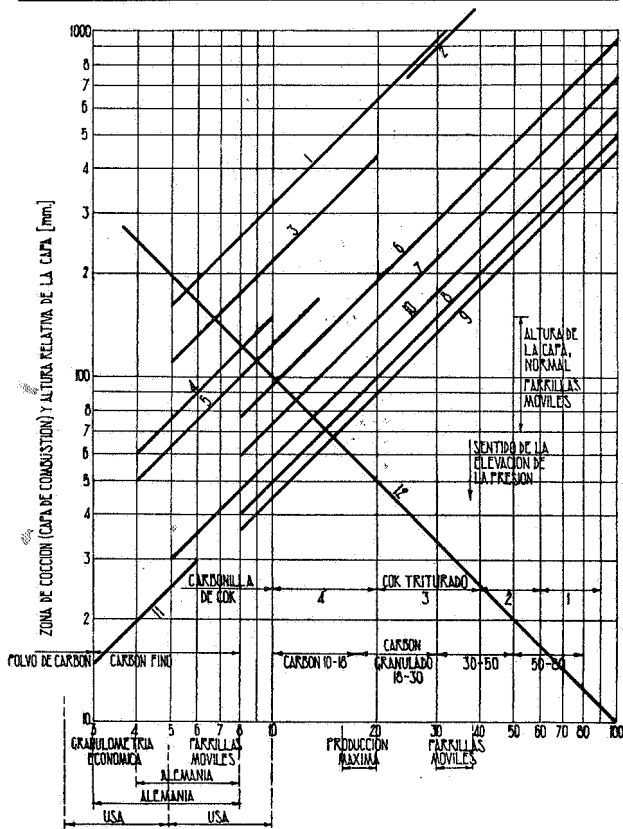 1000
8
7
6
5
4
3
2
100
8
7
6
5
4
3
2
10
ZONA DE COCCION (CAPA DE COMBUSTION) Y ALTURA RELATIVA DE LA CAPA [mm]
1
2
3
4
5
6
7
10
8
9
11
12
ALTURA DE
LA CAPA,
NORMAL
PARRILLAS
MOVILES
SENTIDO DE LA
ELEVACION DE
LA PRESION
CARBONILLA
DE COK
4
COK TRITURADO
3
2
1
POLVO DE CARBON
CARBON FINO
CARBON 10-18
CARBON
GRANULADO
18-30
30-50
50-80
3 4 5 6 8 10 20 30 40 50 60 80 100
GRANULOMETRIA
ECONOMICA
PARRILLAS
MOVILES
PRODUCCION
MAXIMA
PARRILLAS
MOVILES
ALEMANIA
ALEMANIA
USA
USA